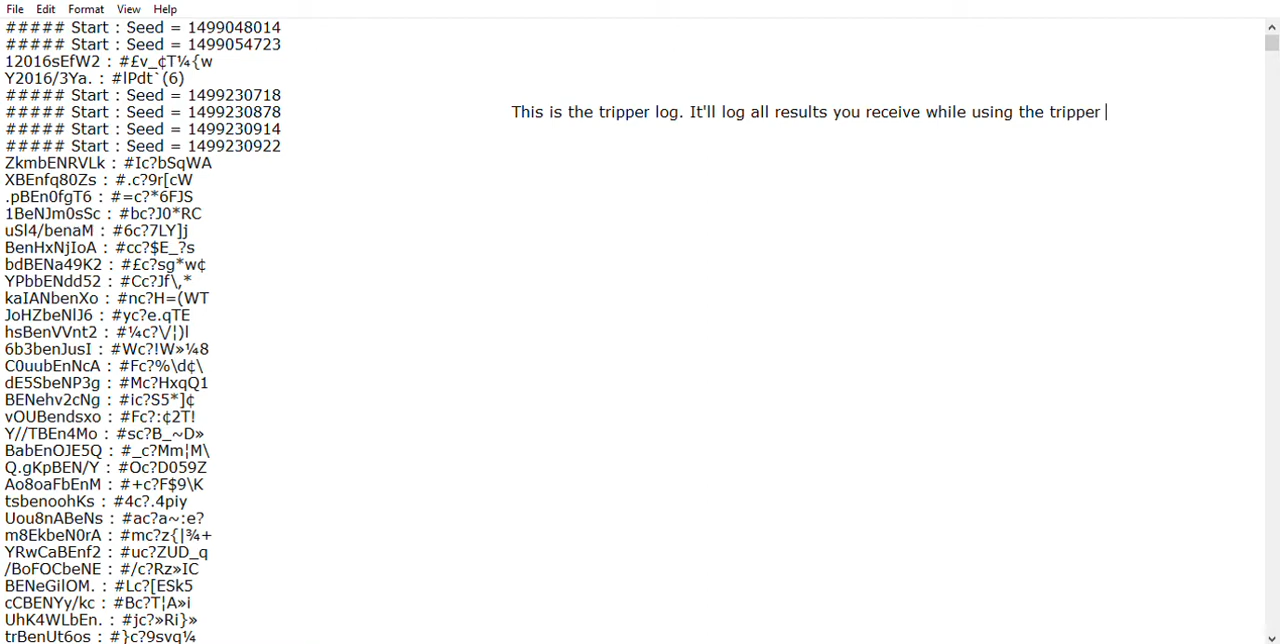 File Edit Format View Help
##### Start : Seed = 1499048014
##### Start : Seed = 1499054723
12016sEfW2 : #£v_¢T¼{w
Y2016/3Ya. : #lPdt`(6)
##### Start : Seed = 1499230718
##### Start : Seed = 1499230878
This is the tripper log. It'll log all results you receive while using the tripper
##### Start : Seed = 1499230914
##### Start : Seed = 1499230922
ZkmbENRVLk : #Ic?bSqWA
XBEnfq80Zs : #.c?9r[cW
.pBEn0fgT6 : #=c?*6FJS
1BeNJm0sSc : #bc?J0*RC
uSl4/benaM : #6c?7LY]j
BenHxNjIoA : #cc?$E_?s
bdBENa49K2 : #£c?sg*w¢
YPbbENdd52 : #Cc?Jf\,*
kaIANbenXo : #nc?H=(WT
JoHZbeNlJ6 : #yc?e.qTE
hsBenVVnt2 : #¼c?\/¦)l
6b3benJusI : #Wc?!W»¼8
C0uubEnNcA : #Fc?%\d¢\
dE5SbeNP3g : #Mc?HxqQ1
BENehv2cNg : #ic?S5*]¢
vOUBendsxo : #Fc?:¢2T!
Y//TBEn4Mo : #sc?B_~D»
BabEnOJE5Q : #_c?Mm¦M\
Q.gKpBEN/Y : #Oc?D059Z
Ao8oaFbEnM : #+c?F$9\K
tsbenoohKs : #4c?.4piy
Uou8nABeNs : #ac?a~:e?
m8EkbeN0rA : #mc?z{|¾+
YRwCaBEnf2 : #uc?ZUD_q
/BoFOCbeNE : #/c?Rz»IC
BENeGilOM. : #Lc?[ESk5
cCBENYy/kc : #Bc?T¦A»i
UhK4WLbEn. : #jc?»Ri}»
trBenUt6os : #}c?9svq¼